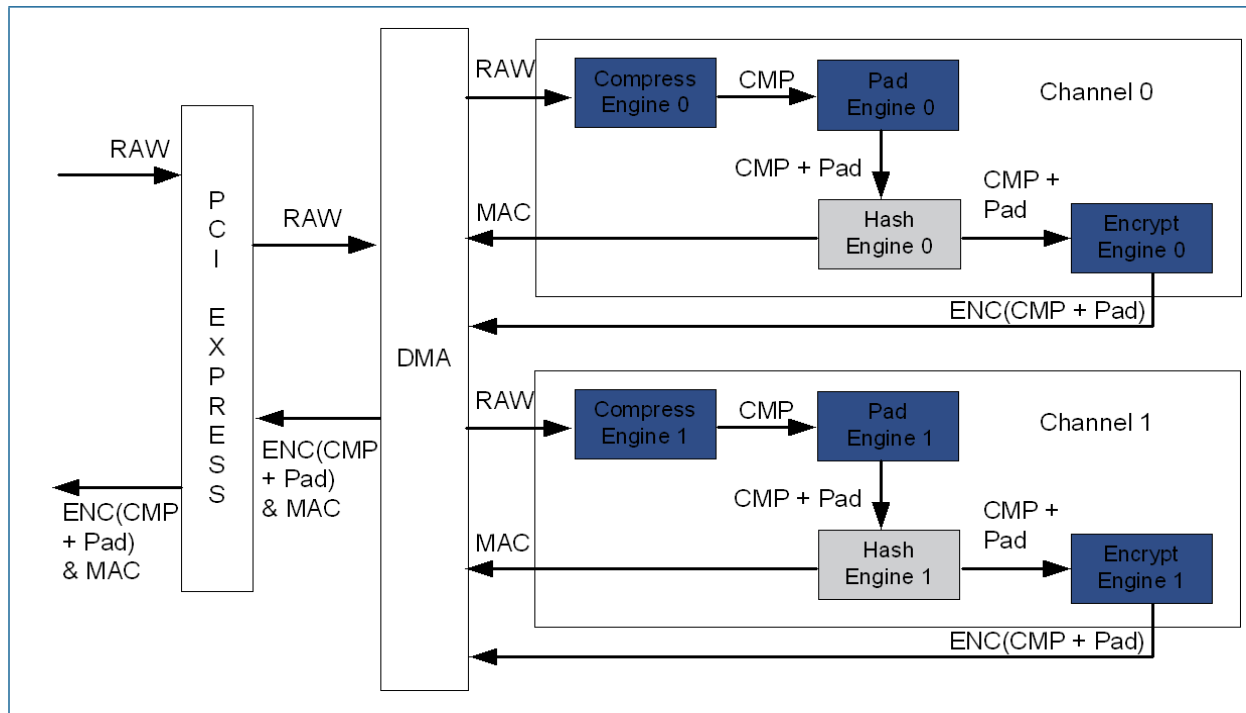 RAW
PCI EXPRESS
RAW
ENC(CMP
+ Pad)
& MAC
ENC(CMP
+ Pad)
& MAC
DMA
RAW
Compress
Engine 0
CMP
Pad
Engine 0
Channel 0
CMP + Pad
CMP +
Pad
MAC
Hash
Engine 0
Encrypt
Engine 0
ENC(CMP + Pad)
RAW
Compress
Engine 1
CMP
Pad
Engine 1
Channel 1
CMP + Pad
CMP +
Pad
MAC
Hash
Engine 1
Encrypt
Engine 1
ENC(CMP + Pad)